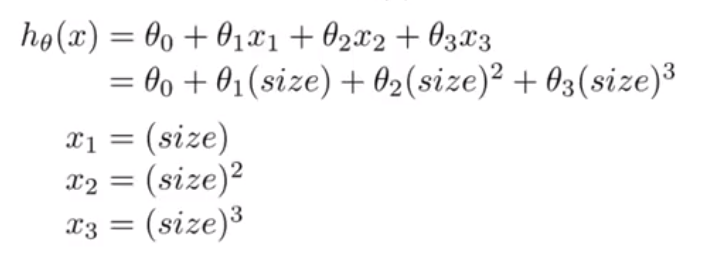 hθ(x) = θ₀ + θ₁x₁ + θ₂x₂ + θ₃x₃
= θ₀ + θ₁(size) + θ₂(size)² + θ₃(size)³
x₁ = (size)
x₂ = (size)²
x₃ = (size)³